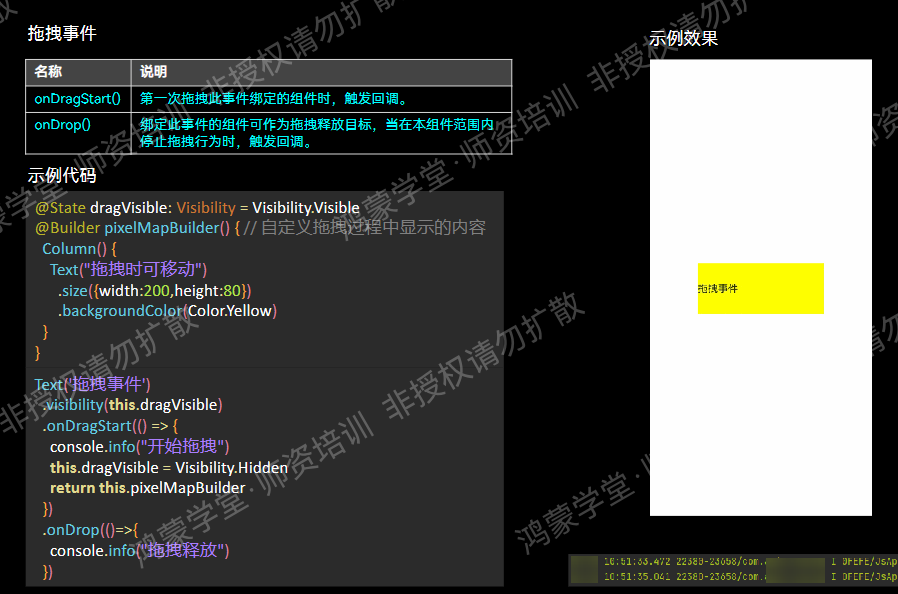 拖拽事件
名称 说明
onDragStart() 第一次拖拽此事件绑定的组件时，触发回调。
onDrop() 绑定此事件的组件可作为拖拽释放目标，当在本组件范围内
停止拖拽行为时，触发回调。
示例代码
@State dragVisible: Visibility = Visibility.Visible
@Builder pixelMapBuilder() { // 自定义拖拽过程中显示的内容
Column() {
Text("拖拽时可移动")
.size({width:200,height:80})
.backgroundColor(Color.Yellow)
}
}
Text('拖拽事件')
.visibility(this.dragVisible)
.onDragStart(() => {
console.info("开始拖拽")
this.dragVisible = Visibility.Hidden
return this.pixelMapBuilder
})
.onDrop(()=>{
console.info("拖拽释放")
})
示例效果
拖拽事件
10:51:33.472 22380-23658/com. I 0FEFE/JsAp
10:51:35.041 22380-23658/com. I 0FEFE/JsAp
鸿蒙学堂·师资培训 非授权请勿扩散